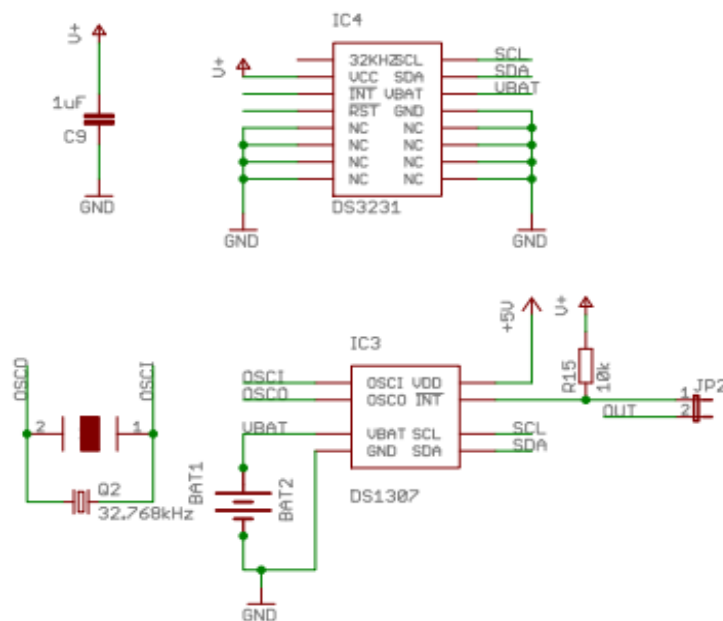 IC4
V+
1uF
C9
GND
V+
32KHZ SCL
VCC SDA
INT VBAT
RST GND
NC NC
NC NC
NC NC
NC NC
SCL
SDA
VBAT
DS3231
GND
GND
OSCO
OSCI
2
1
Q2
32.768kHz
IC3
OSCI
OSCO
VBAT
OSCI VDD
OSCO INT
VBAT SCL
GND SDA
DS1307
BAT1
BAT2
GND
+5V
V+
R15
10k
JP2
1
2
OUT
SCL
SDA